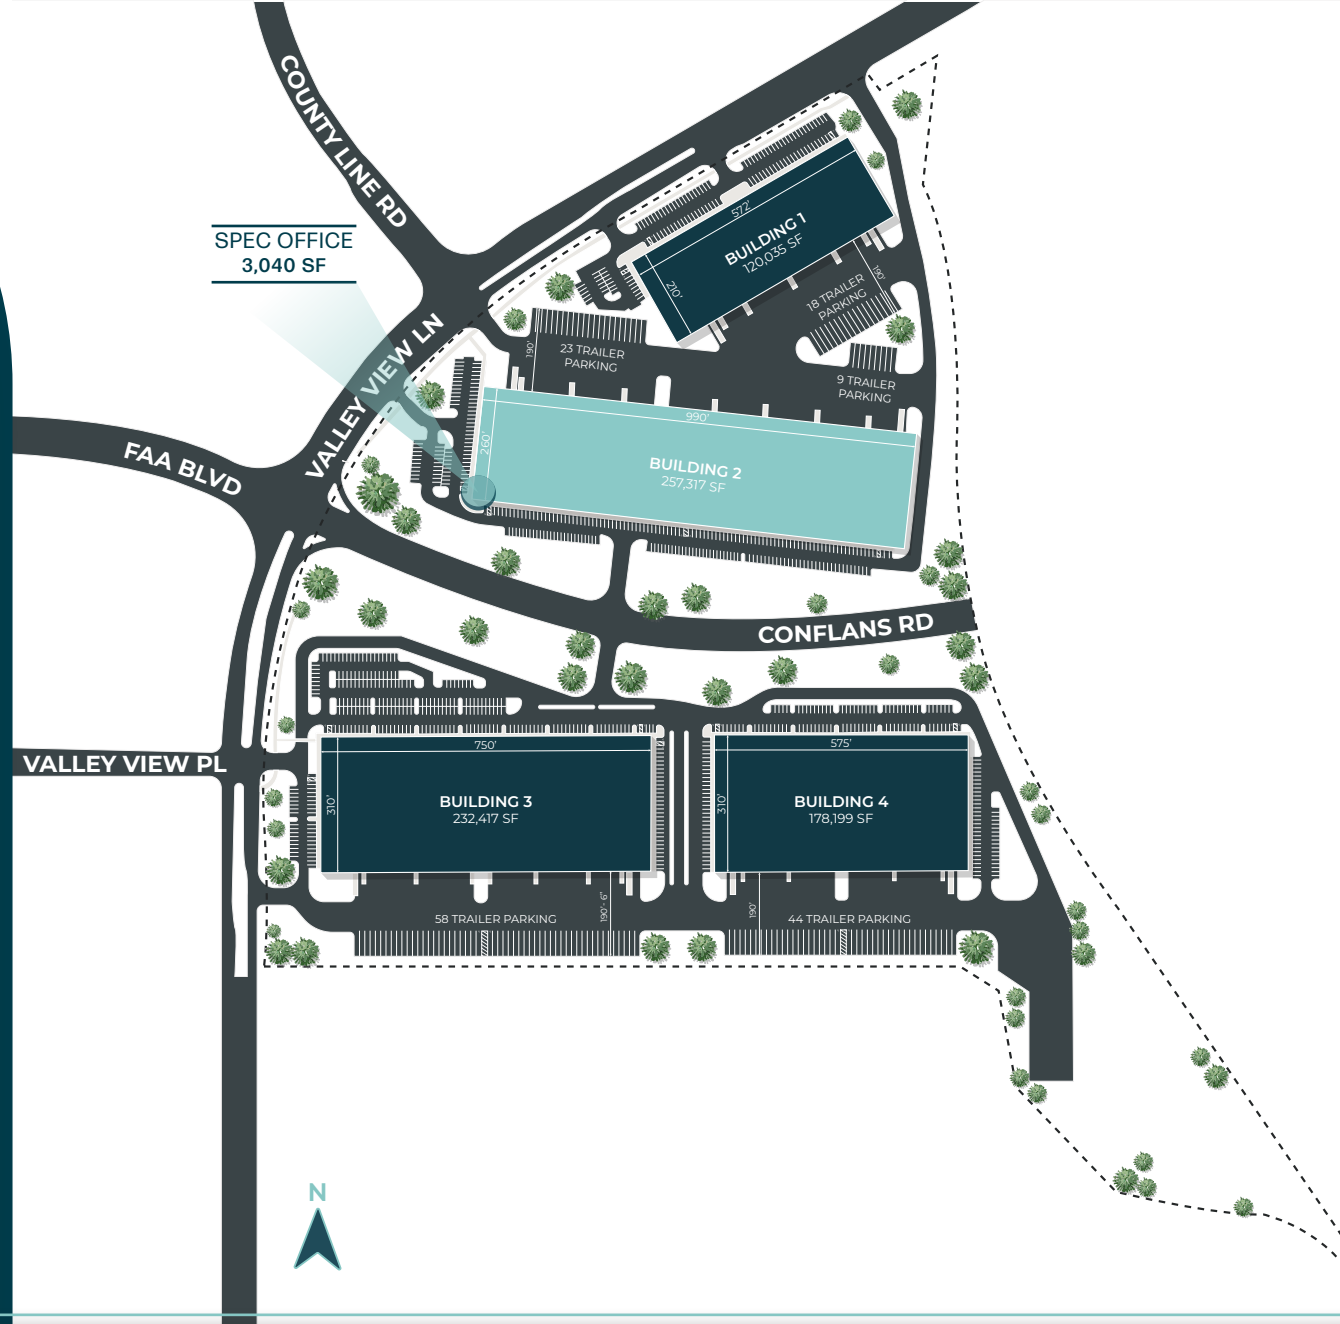 COUNTY LINE RD
SPEC OFFICE
3,040 SF
VALLEY VIEW LN
FAA BLVD
572'
210'
BUILDING 1
120,035 SF
190'
18 TRAILER
PARKING
190'
23 TRAILER
PARKING
9 TRAILER
PARKING
990'
260'
BUILDING 2
257,317 SF
CONFLANS RD
VALLEY VIEW PL
750'
310'
BUILDING 3
232,417 SF
575'
310'
BUILDING 4
178,199 SF
58 TRAILER PARKING
190'- 6"
190'
44 TRAILER PARKING
N